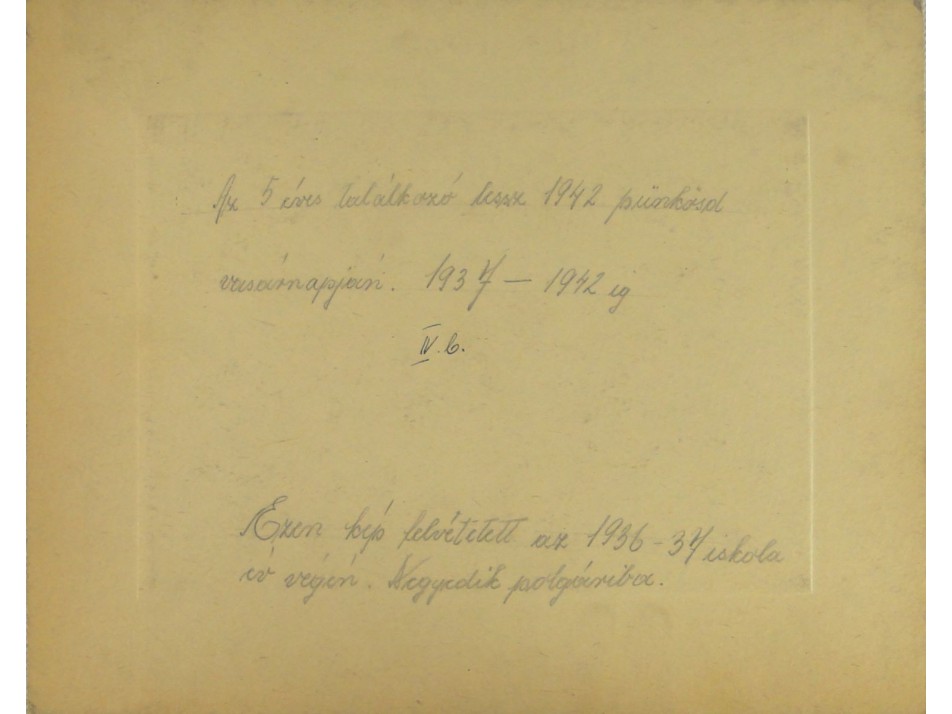 Az 5 éves találkozó lessz 1942 pünkösd
vasárnapján. 1937 — 1942 ig
IV. b.
Ezen kép felvétetett az 1936 - 37 iskola
év végén. Negyedik polgáriba.